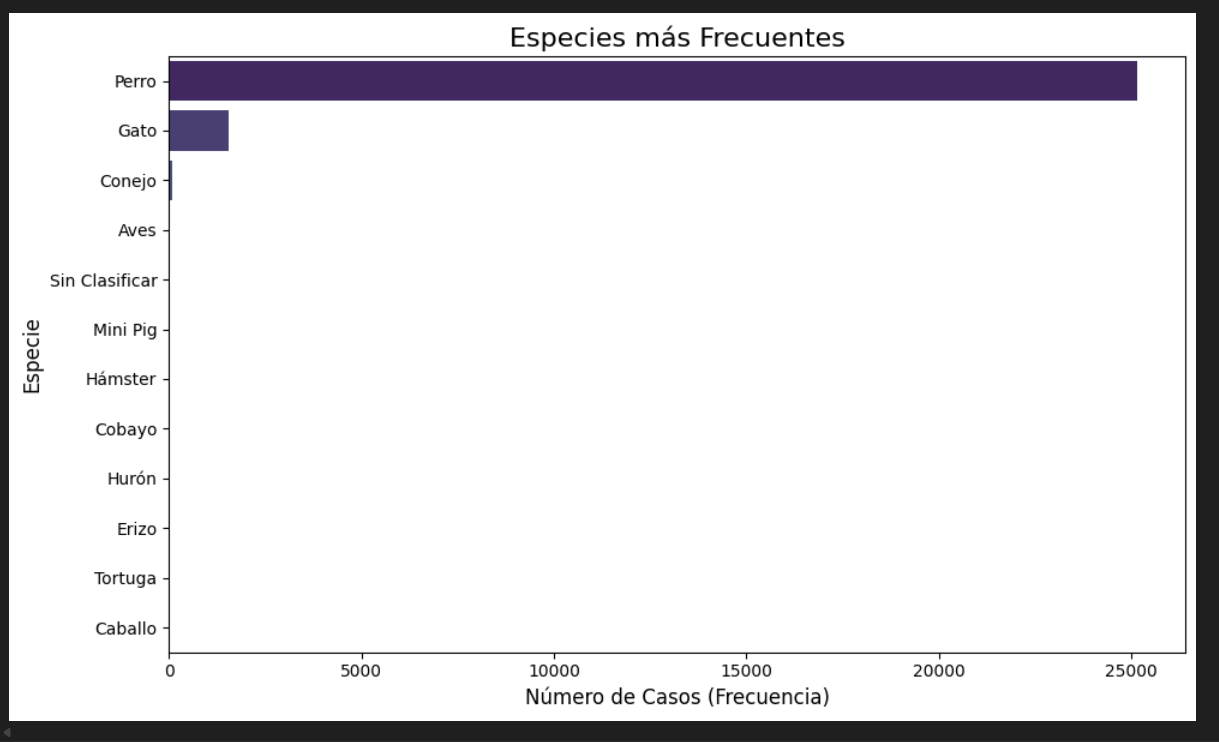 Especies más Frecuentes
Perro
Gato
Conejo
Aves
Sin Clasificar
Mini Pig
Hámster
Cobayo
Hurón
Erizo
Tortuga
Caballo
Especie
0 5000 10000 15000 20000 25000
Número de Casos (Frecuencia)